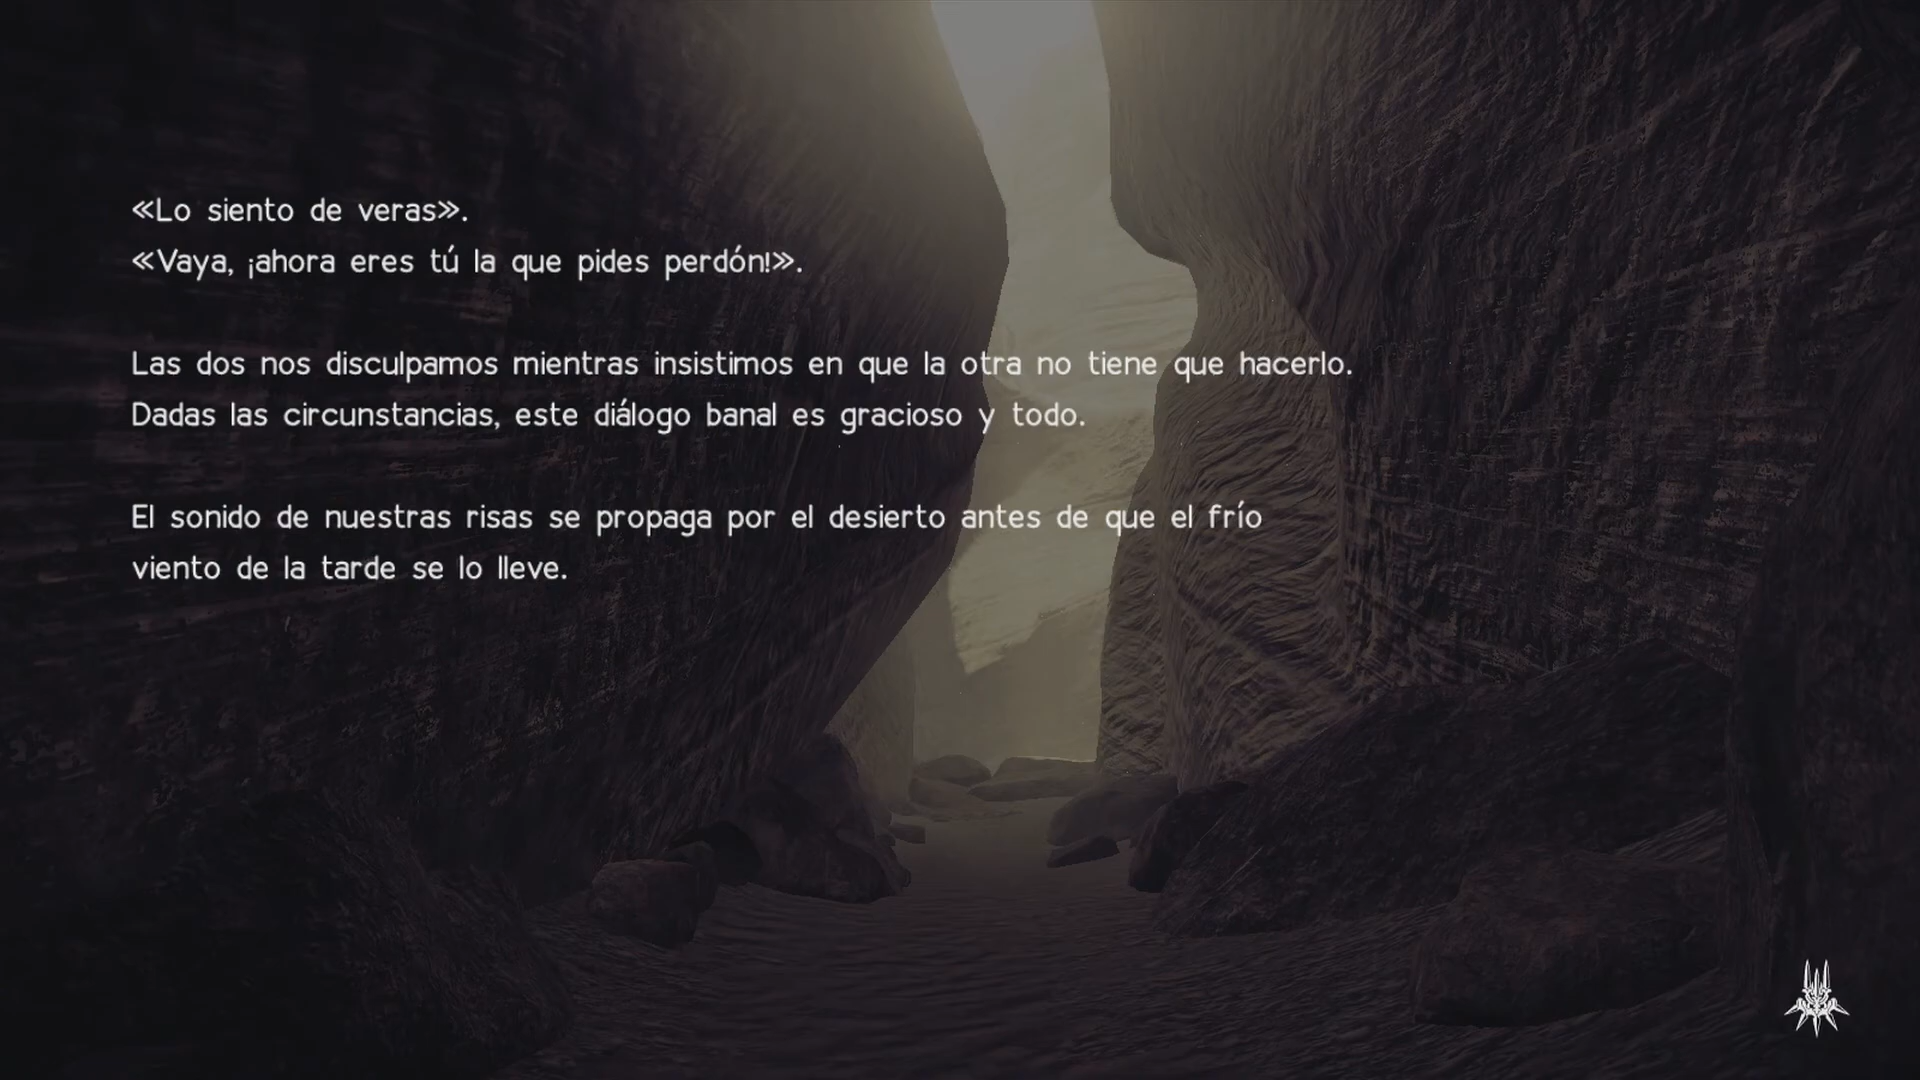 «Lo siento de veras».
«Vaya, ¡ahora eres tú la que pides perdón!».
Las dos nos disculpamos mientras insistimos en que la otra no tiene que hacerlo.
Dadas las circunstancias, este diálogo banal es gracioso y todo.
El sonido de nuestras risas se propaga por el desierto antes de que el frío
viento de la tarde se lo lleve.